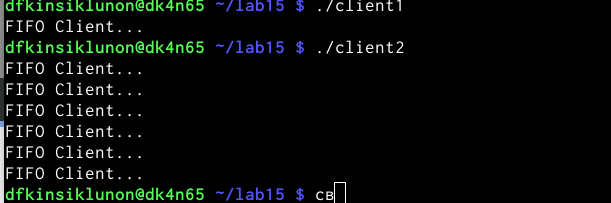 dfkinsiklunon@dk4n65 ~/lab15 $ ./client1
FIFO Client...
dfkinsiklunon@dk4n65 ~/lab15 $ ./client2
FIFO Client...
FIFO Client...
FIFO Client...
FIFO Client...
FIFO Client...
FIFO Client...
dfkinsiklunon@dk4n65 ~/lab15 $ св